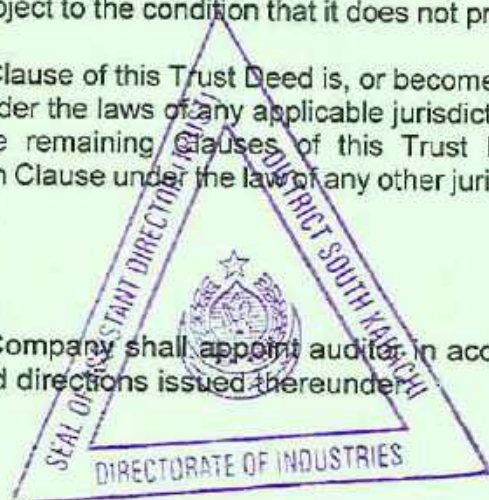 bject to the condition that it does not pr
Clause of this Trust Deed is, or become
der the laws of any applicable jurisdict
e remaining Clauses of this Trust
n Clause under the law of any other juri
Company shall appoint auditor in acc
d directions issued thereunder.
SEAL OF ASSISTANT DIRECTOR
DISTRICT SOUTH KARACHI
DIRECTORATE OF INDUSTRIES